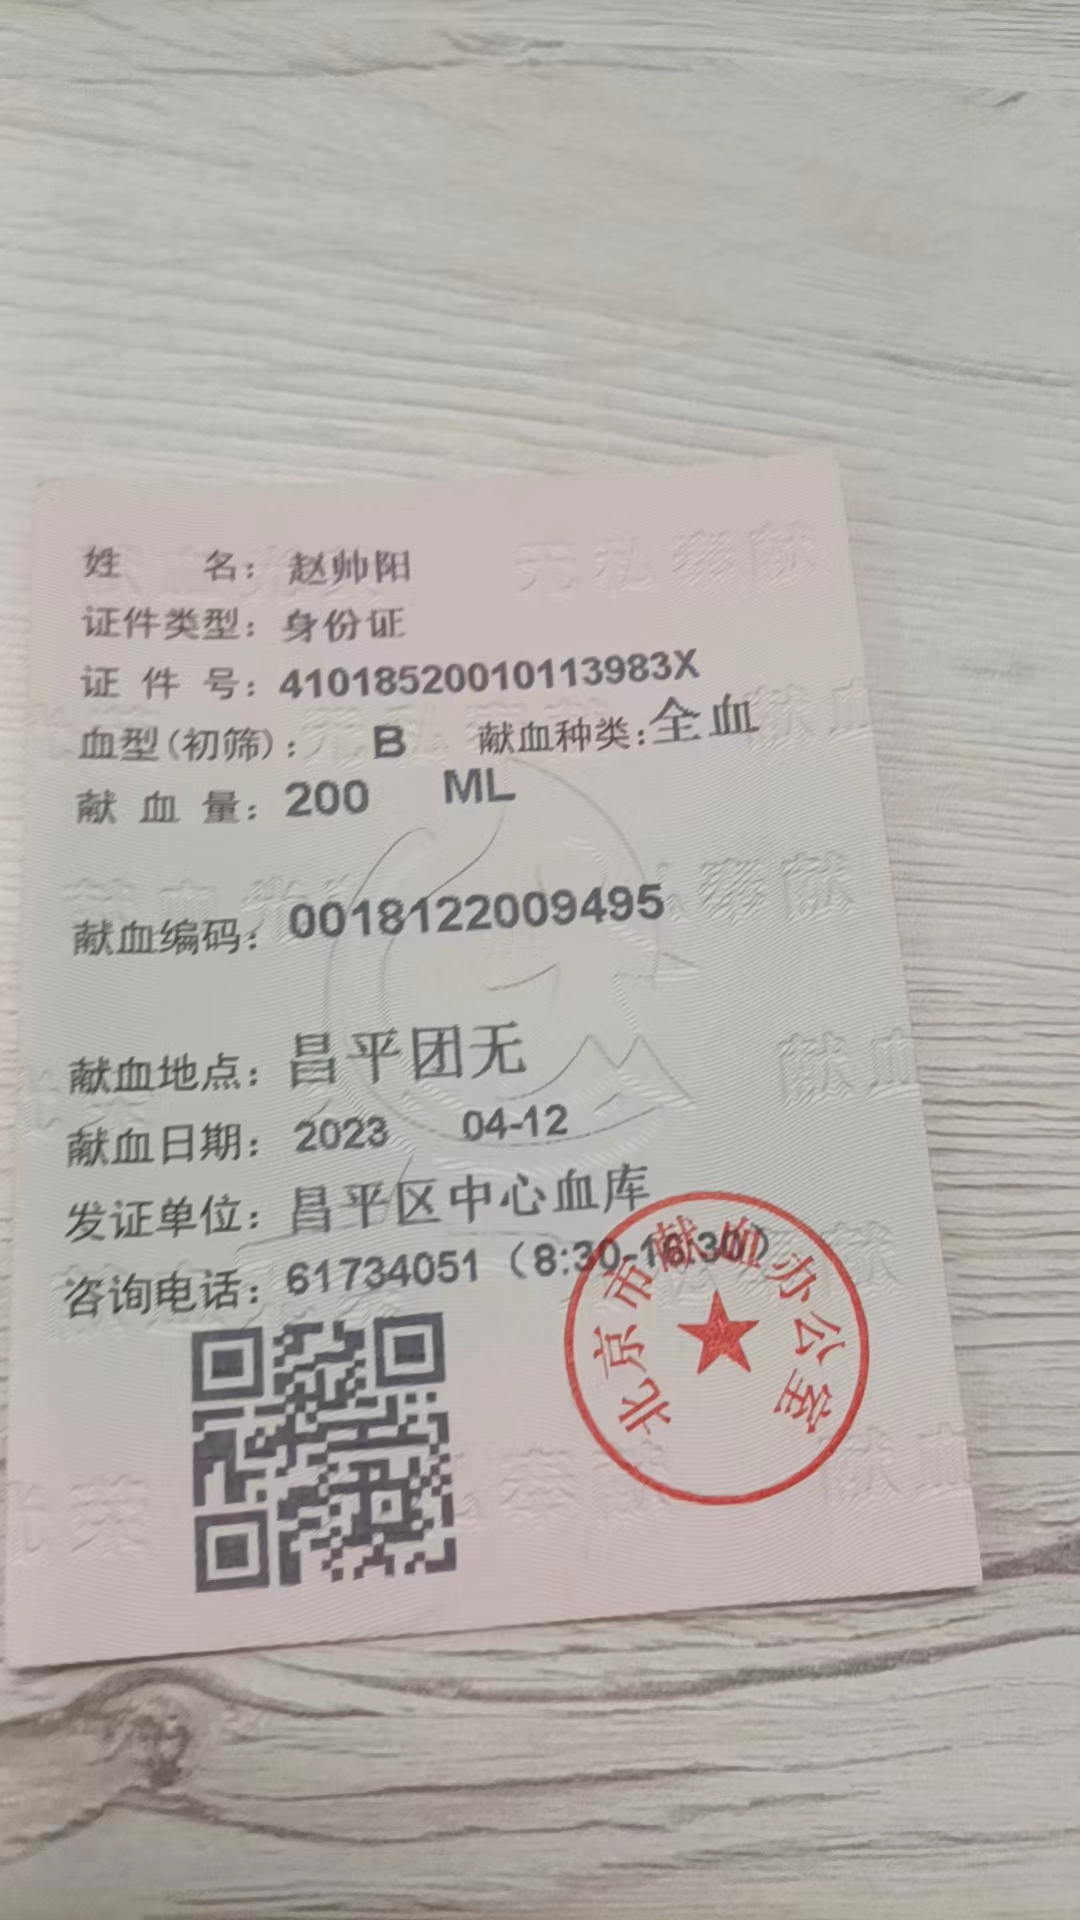 姓 名：赵帅阳
证件类型：身份证
证件号：41018520010113983X
血型(初筛)： B 献血种类:全血
献血量：200 ML
献血编码：0018122009495
献血地点：昌平团无
献血日期：2023 04-12
发证单位：昌平区中心血库
咨询电话：61734051（8:30-16:30）
北京市献血办公室
无私奉献